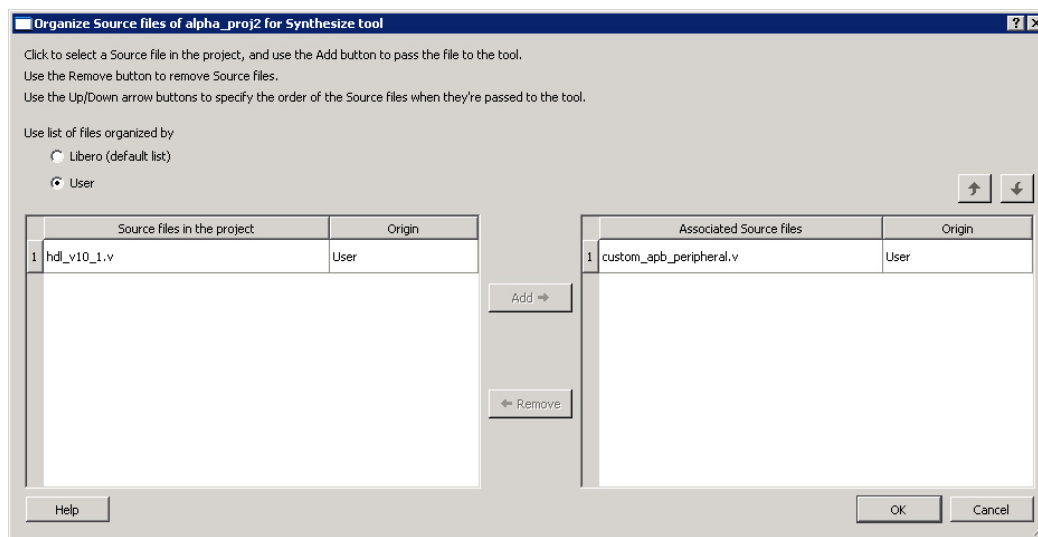 Organize Source files of alpha_proj2 for Synthesize tool
Click to select a Source file in the project, and use the Add button to pass the file to the tool.
Use the Remove button to remove Source files.
Use the Up/Down arrow buttons to specify the order of the Source files when they're passed to the tool.
Use list of files organized by
Libero (default list)
User
Source files in the project Origin
1 hdl_v10_1.v User
Add
Remove
Associated Source files Origin
1 custom_apb_peripheral.v User
Help
OK
Cancel